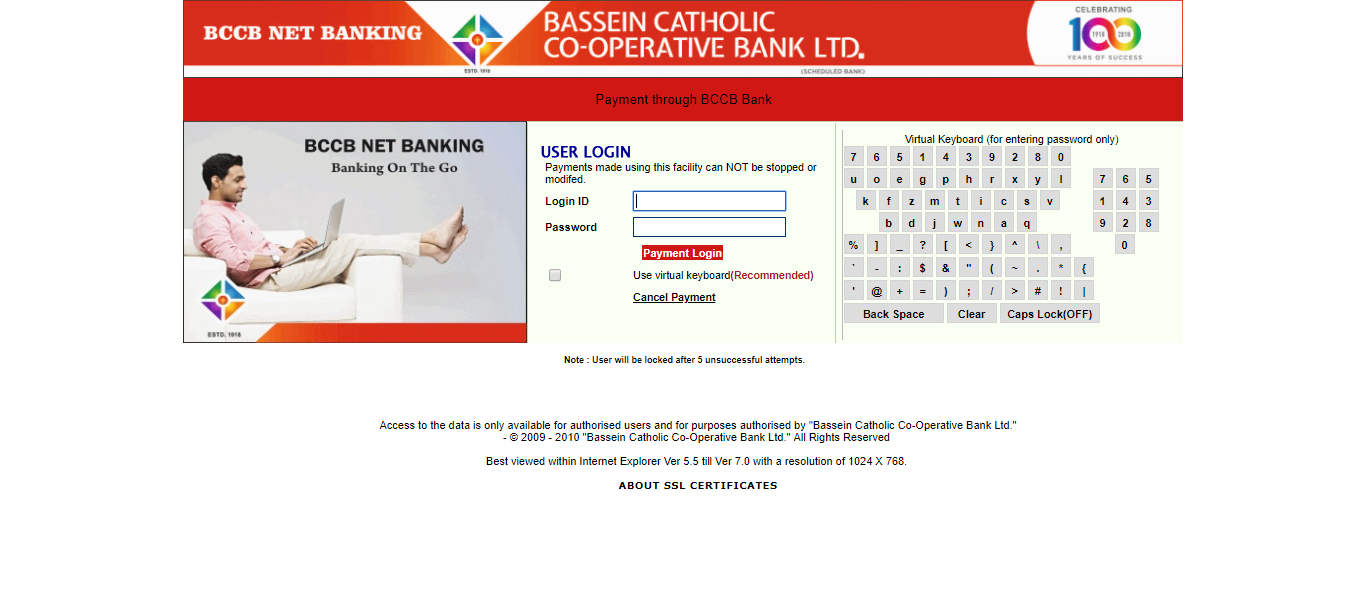 BCCB NET BANKING
ESTD. 1918
BASSEIN CATHOLIC
CO-OPERATIVE BANK LTD.
(SCHEDULED BANK)
CELEBRATING
100
1918 2018
YEARS OF SUCCESS
Payment through BCCB Bank
BCCB NET BANKING
Banking On The Go
ESTD. 1918
USER LOGIN
Payments made using this facility can NOT be stopped or
modifed.
Login ID
Password
Payment Login
Use virtual keyboard(Recommended)
Cancel Payment
Virtual Keyboard (for entering password only)
7 6 5 1 4 3 9 2 8 0
u o e g p h r x y l 7 6 5
k f z m t i c s v 1 4 3
b d j w n a q 9 2 8
% ] _ ? [ < } ^ \ , 0
` - : $ & " ( ~ . * {
' @ + = ) ; / > # ! |
Back Space Clear Caps Lock(OFF)
Note : User will be locked after 5 unsuccessful attempts.
Access to the data is only available for authorised users and for purposes authorised by "Bassein Catholic Co-Operative Bank Ltd."
- © 2009 - 2010 "Bassein Catholic Co-Operative Bank Ltd." All Rights Reserved
Best viewed within Internet Explorer Ver 5.5 till Ver 7.0 with a resolution of 1024 X 768.
ABOUT SSL CERTIFICATES